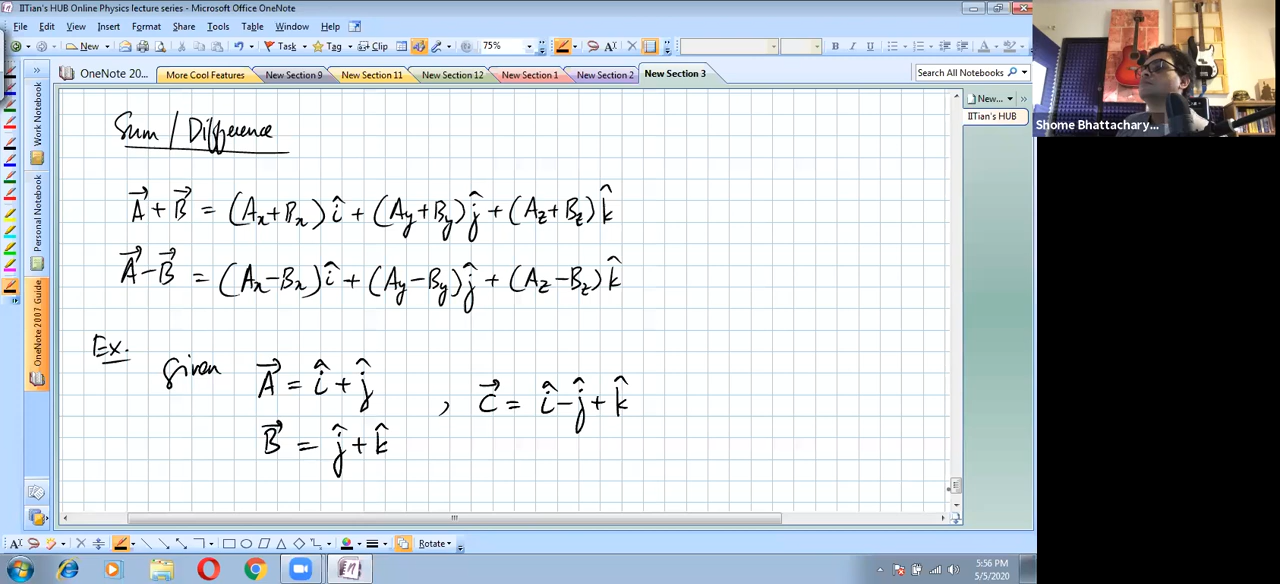 IITian's HUB Online Physics lecture series - Microsoft Office OneNote
File Edit View Insert Format Share Tools Table Window Help
New Task Tag Clip 75% B I U
OneNote 20... More Cool Features New Section 9 New Section 11 New Section 12 New Section 1 New Section 2 New Section 3 Search All Notebooks
New...
IITian's HUB
Work Notebook
Personal Notebook
OneNote 2007 Guide
Shome Bhattachary...
Sum / Difference
A⃗ + B⃗ = (Ax+Bx) î + (Ay+By) ĵ + (Az+Bz) k̂
A⃗ − B⃗ = (Ax−Bx) î + (Ay−By) ĵ + (Az−Bz) k̂
Ex. given A⃗ = î + ĵ
, C⃗ = î − ĵ + k̂
B⃗ = ĵ + k̂
Rotate
5:56 PM
5/5/2020